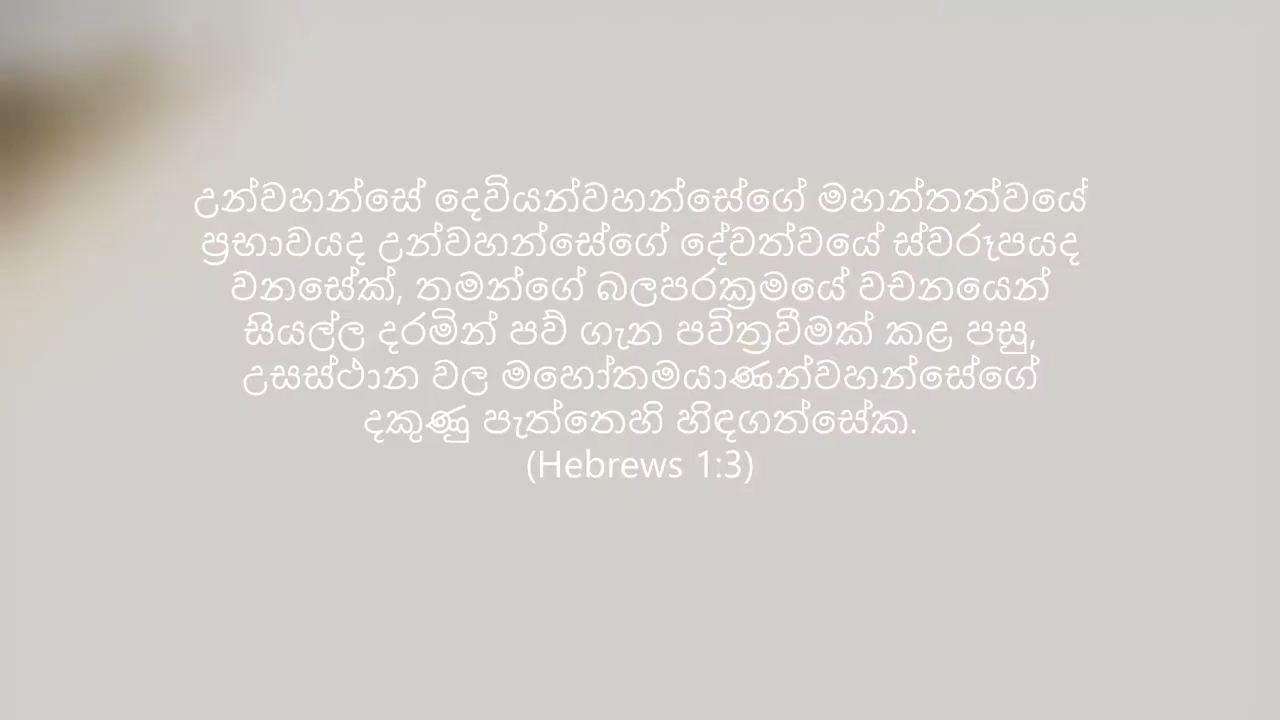 උන්වහන්සේ දෙවියන්වහන්සේගේ මහන්තත්වයේ
ප්‍රභාවයද උන්වහන්සේගේ දේවත්වයේ ස්වරූපයද
වනසේක්, තමන්ගේ බලපරක්‍රමයේ වචනයෙන්
සියල්ල දරමින් පව් ගැන පවිත්‍රවීමක් කළ පසු,
උසස්ථාන වල මහෝතමයාණන්වහන්සේගේ
දකුණු පැත්තෙහි හිඳගත්සේක.
(Hebrews 1:3)